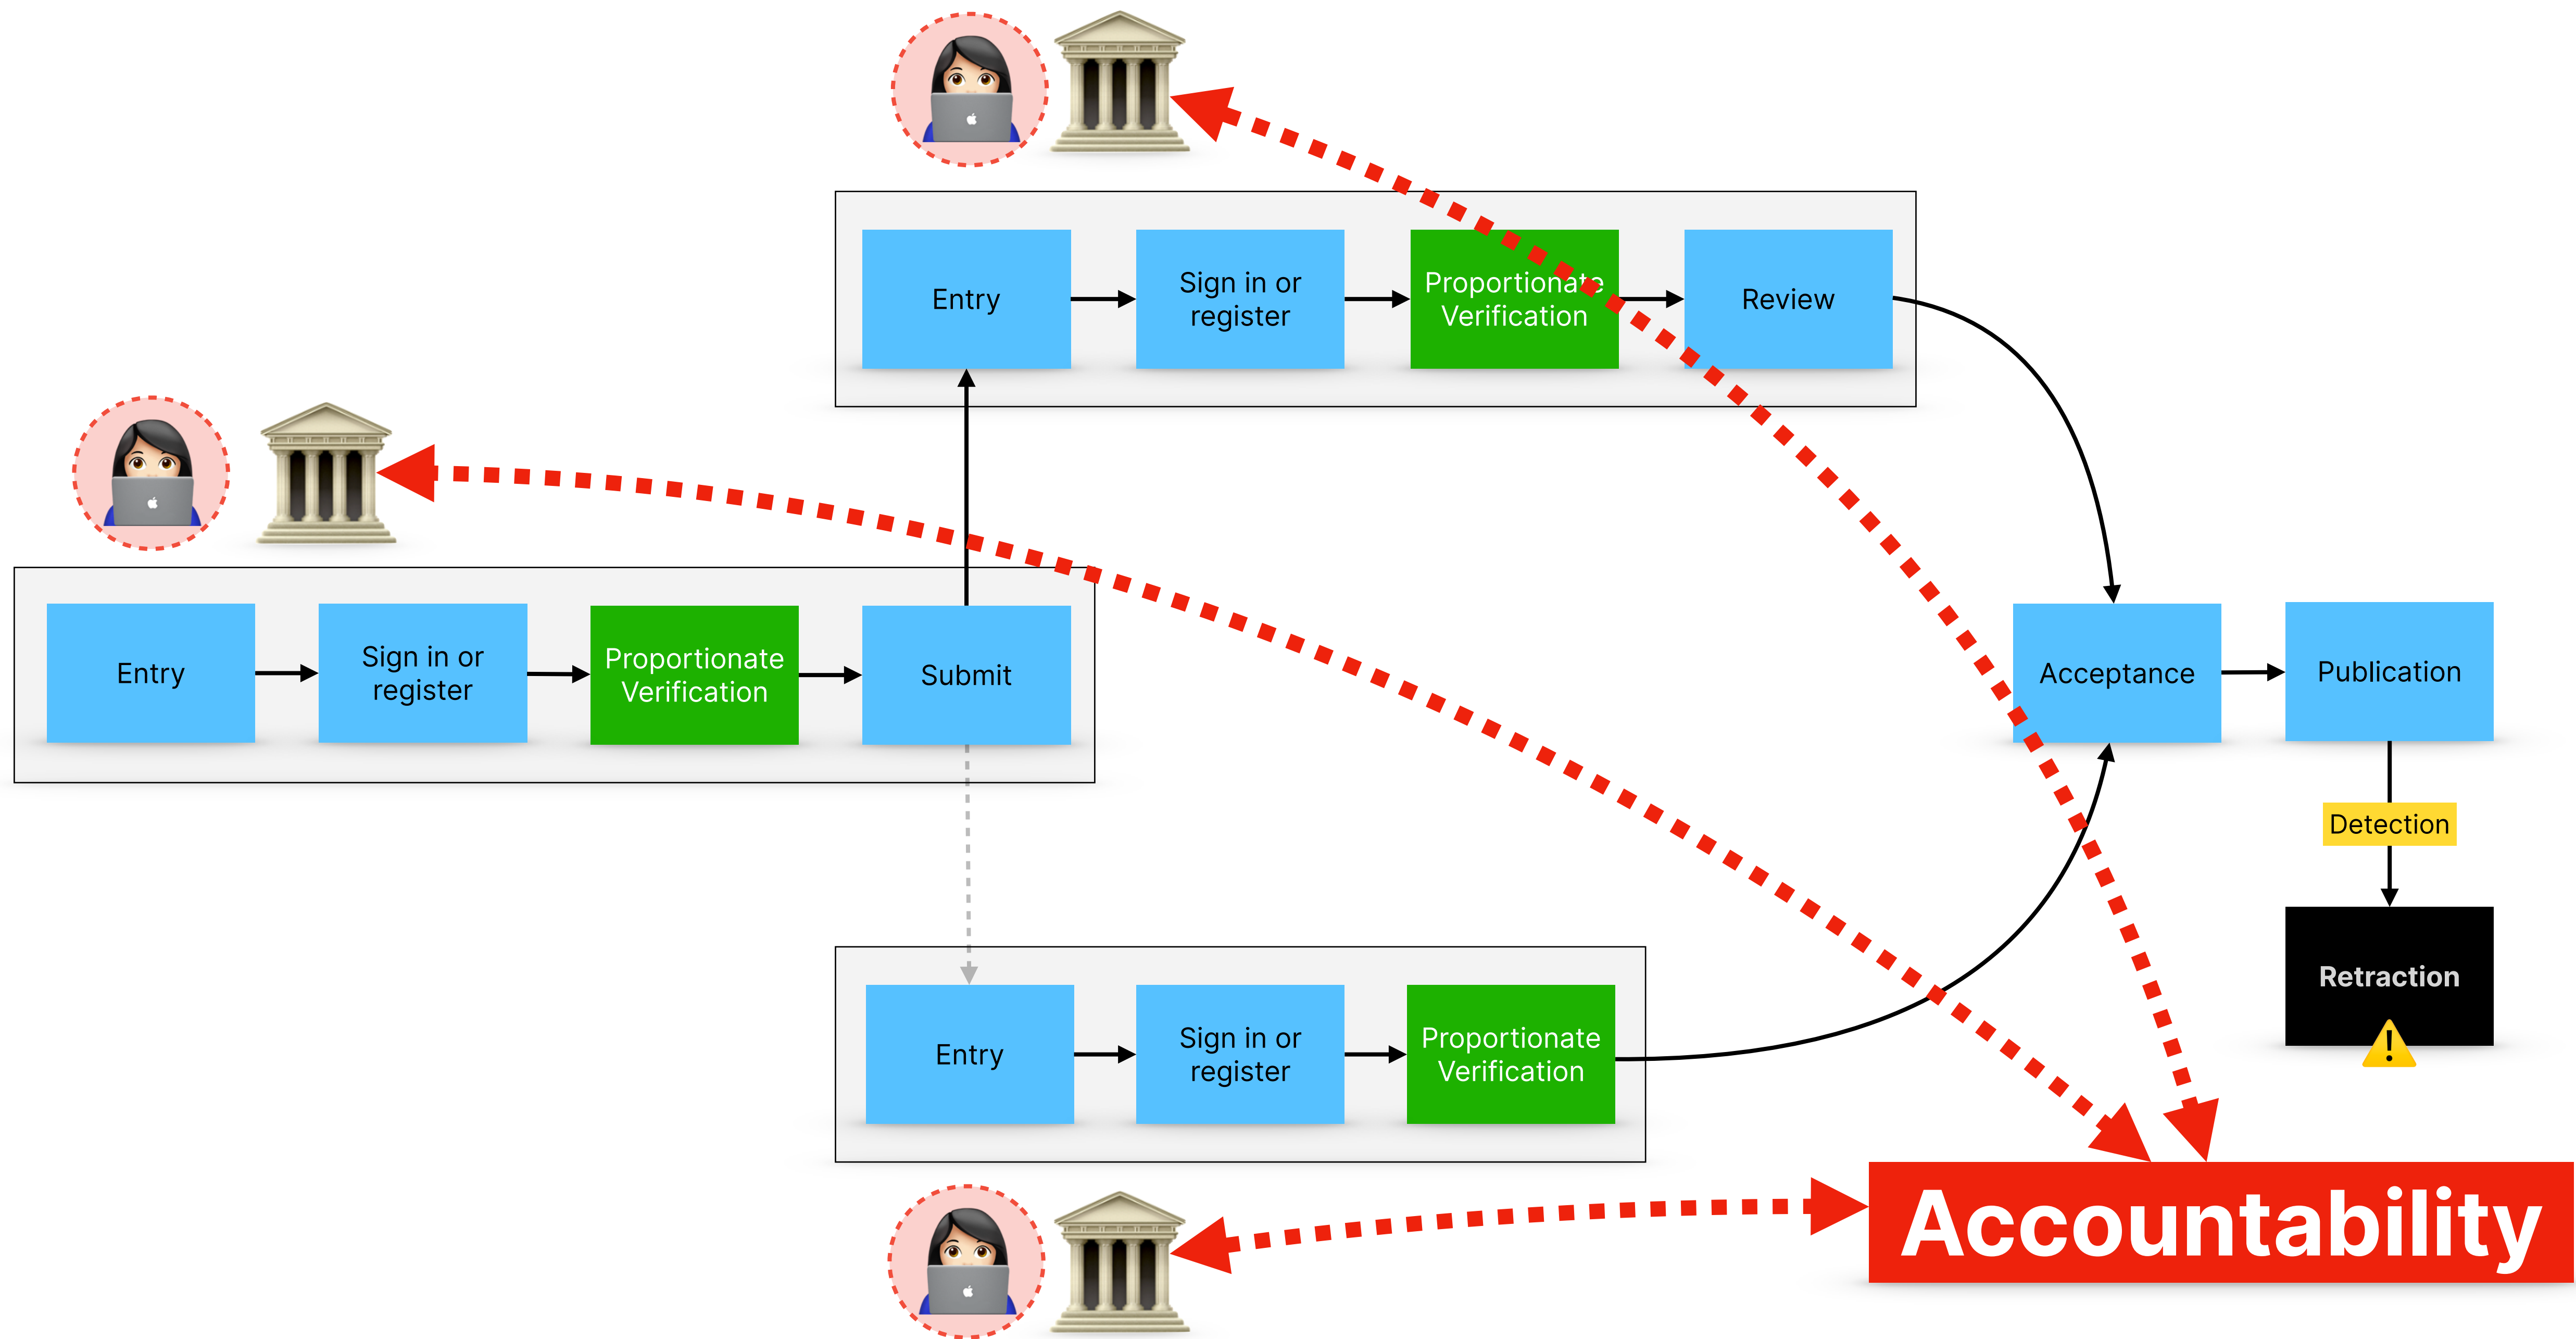 Entry
Sign in or
register
Proportionate
Verification
Review
Entry
Sign in or
register
Proportionate
Verification
Submit
Acceptance
Publication
Detection
Retraction
Entry
Sign in or
register
Proportionate
Verification
Accountability